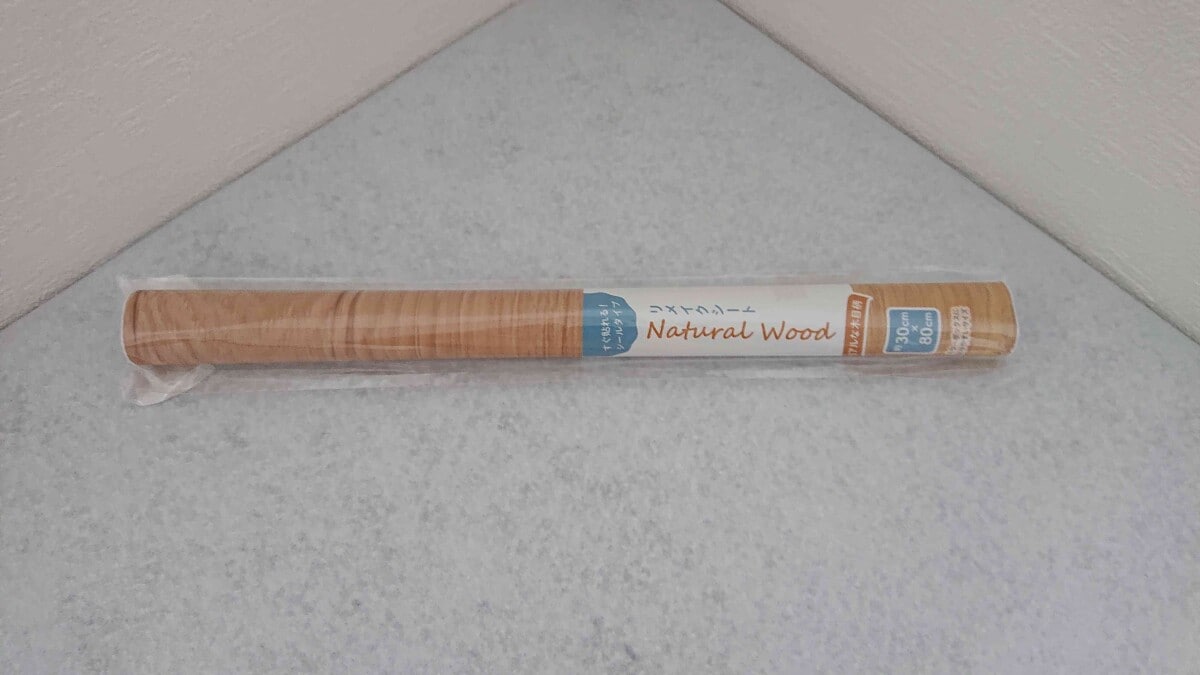 すぐ貼れる!
シールタイプ
リメイクシート
Natural Wood
アルな木目柄
約30cm
×
80cm